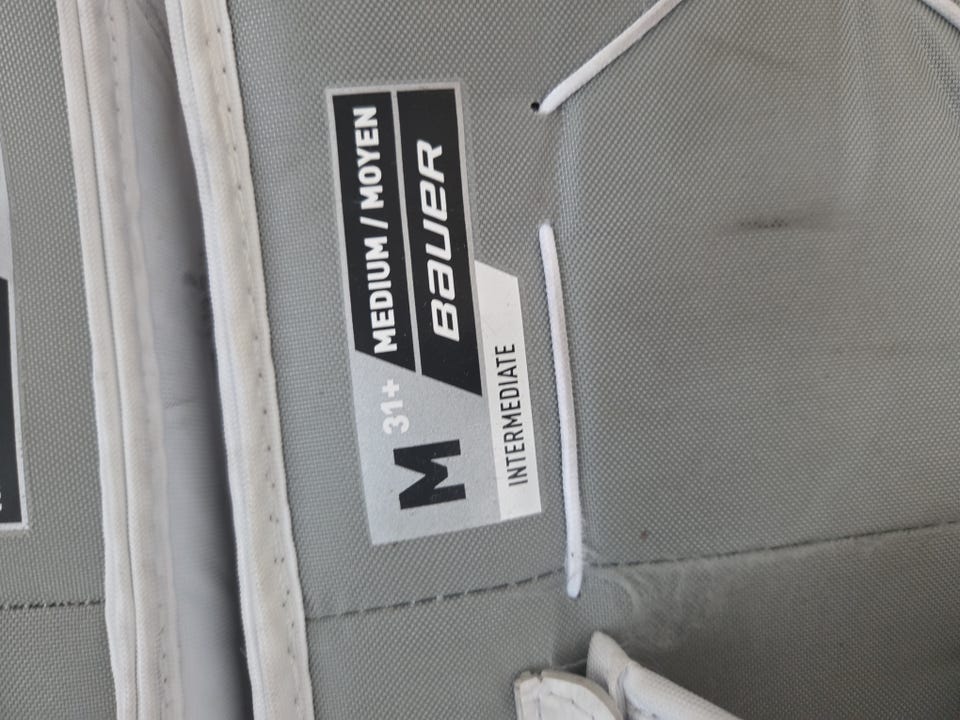 M 31+ MEDIUM / MOYEN
BAUER
INTERMEDIATE